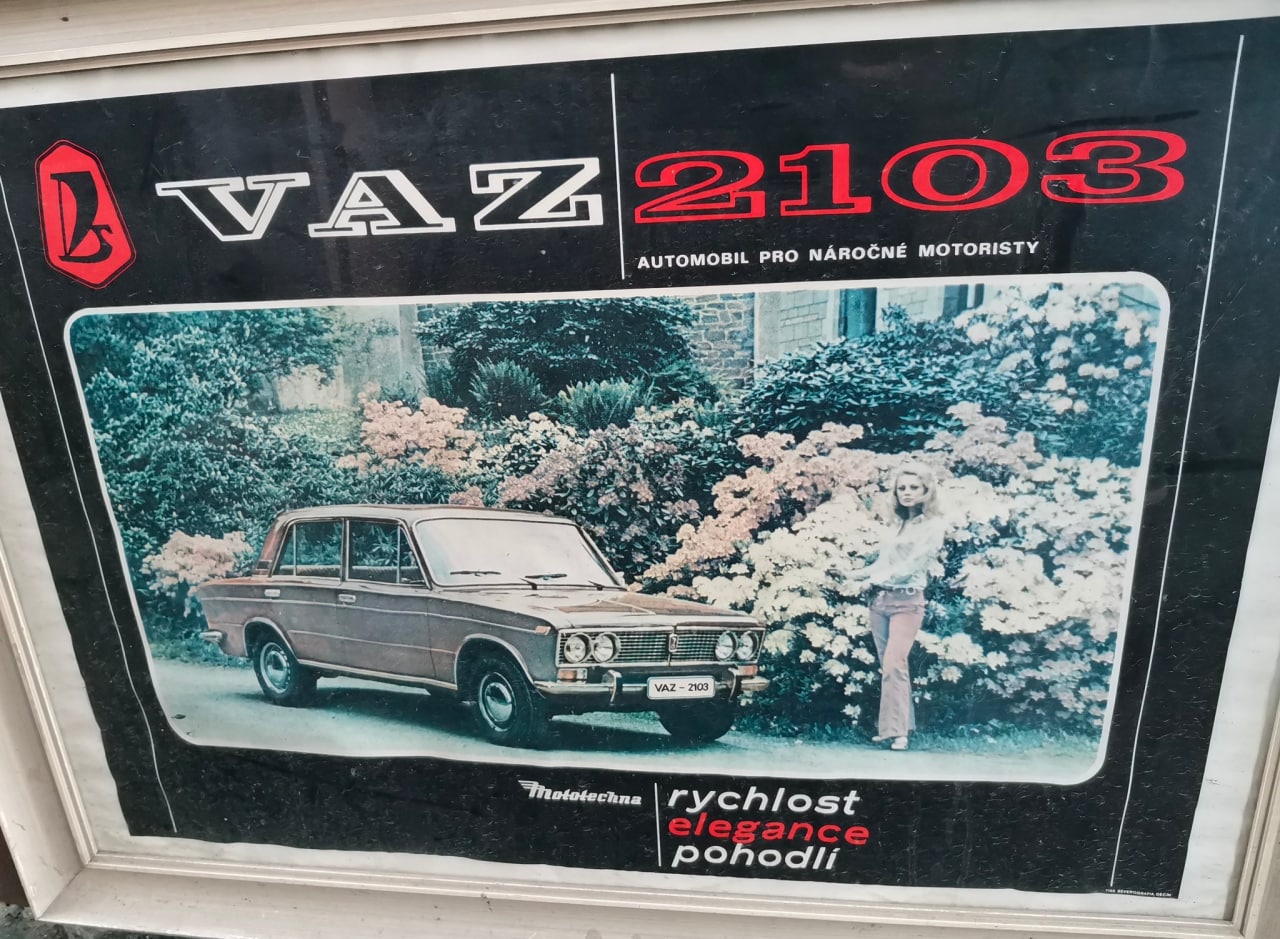 VAZ 2103
AUTOMOBIL PRO NÁROČNÉ MOTORISTY
VAZ - 2103
Mototechna
rychlost
elegance
pohodlí